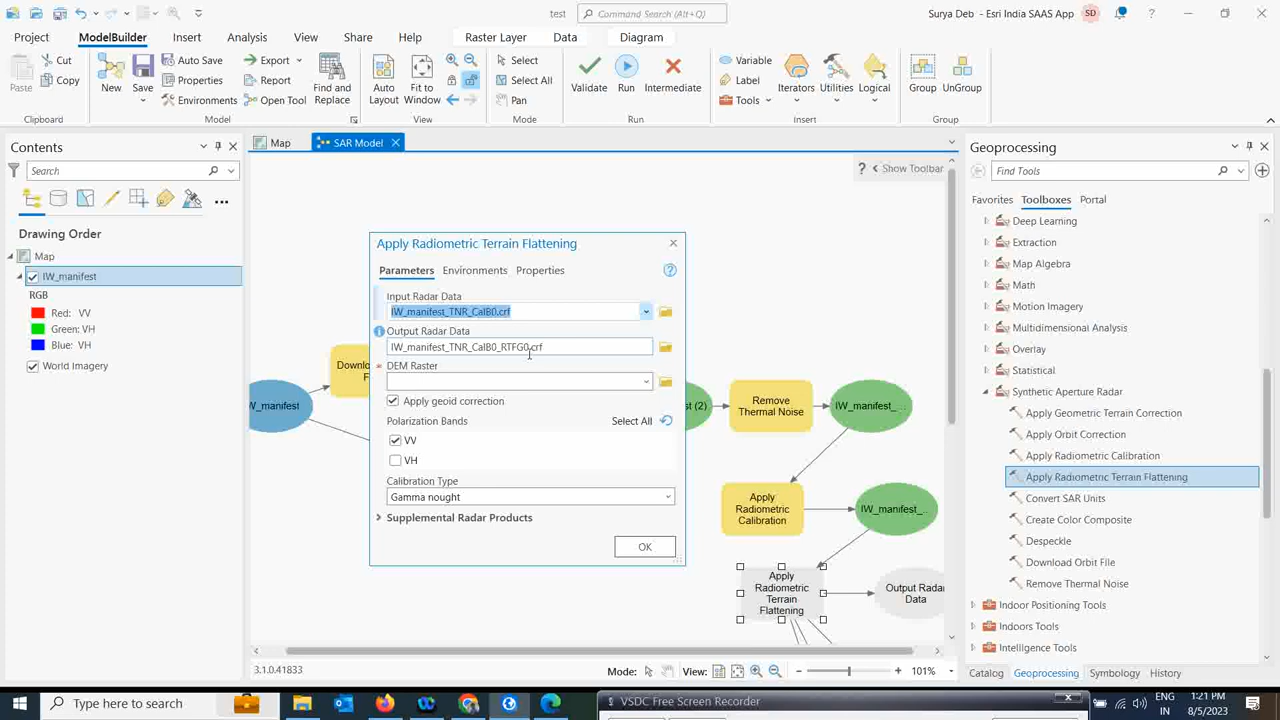 test
Command Search (Alt+Q)
Surya Deb - Esri India SAAS App
SD
Project
ModelBuilder
Insert
Analysis
View
Share
Help
Raster Layer
Data
Diagram
Paste
Cut
Copy
Clipboard
New
Save
Auto
Properties
Environments
Export
Report
Open Tool
Model
Find and
Replace
Auto
Layout
Fit to
Window
View
Select
Select All
Pan
Mode
Validate
Run
Intermediate
Run
Variable
Label
Tools
Iterators
Utilities
Logical
Insert
Group
UnGroup
Group
Contents
Search
Drawing Order
Map
IW_manifest
RGB
Red: VV
Green: VH
Blue: VH
World Imagery
Map
SAR Model
Show Toolbar
Apply Radiometric Terrain Flattening
Parameters
Environments
Properties
Input Radar Data
IW_manifest_TNR_CalB0.crf
Output Radar Data
IW_manifest_TNR_CalB0_RTFG0.crf
DEM Raster
Apply geoid correction
Polarization Bands
Select All
VV
VH
Calibration Type
Gamma nought
Supplemental Radar Products
OK
Remove
Thermal Noise
IW_manifest_...
Apply
Radiometric
Calibration
IW_manifest_...
Apply
Radiometric
Terrain
Flattening
Output Radar
Data
3.1.0.41833
Mode:
View:
101%
Geoprocessing
Find Tools
Favorites
Toolboxes
Portal
Deep Learning
Extraction
Map Algebra
Math
Motion Imagery
Multidimensional Analysis
Overlay
Statistical
Synthetic Aperture Radar
Apply Geometric Terrain Correction
Apply Orbit Correction
Apply Radiometric Calibration
Apply Radiometric Terrain Flattening
Convert SAR Units
Create Color Composite
Despeckle
Download Orbit File
Remove Thermal Noise
Indoor Positioning Tools
Indoors Tools
Intelligence Tools
Catalog
Geoprocessing
Symbology
History
Type here to search
VSDC Free Screen Recorder
ENG
IN
1:21 PM
8/5/2023